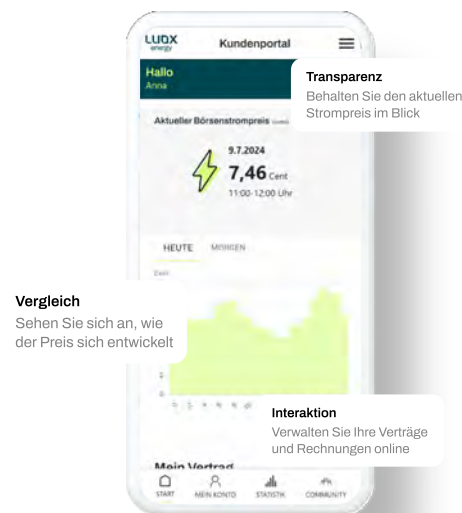 LUOX
energy
Kundenportal
Hallo
Anna
Transparenz
Behalten Sie den aktuellen
Strompreis im Blick
Aktueller Börsenstrompreis
9.7.2024
7,46 Cent
11:00-12:00 Uhr
HEUTE MORGEN
Cent
Vergleich
Sehen Sie sich an, wie
der Preis sich entwickelt
Interaktion
Verwalten Sie Ihre Verträge
und Rechnungen online
Mein Vertrag
START MEIN KONTO STATISTIK COMMUNITY